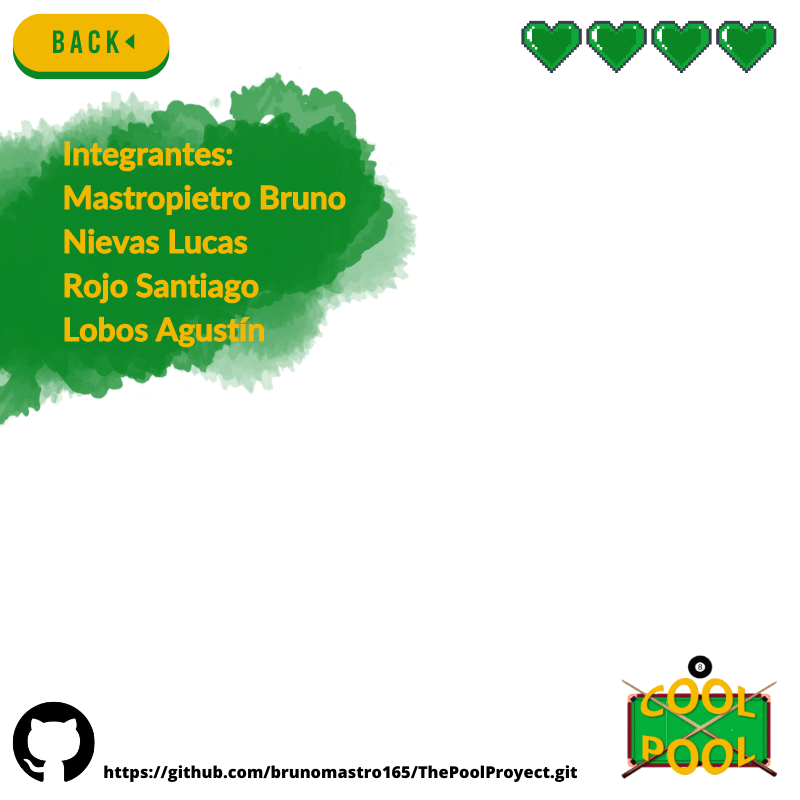 BACK
Integrantes:
Mastropietro Bruno
Nievas Lucas
Rojo Santiago
Lobos Agustín
8
COOL
POOL
https://github.com/brunomastro165/ThePoolProyect.git